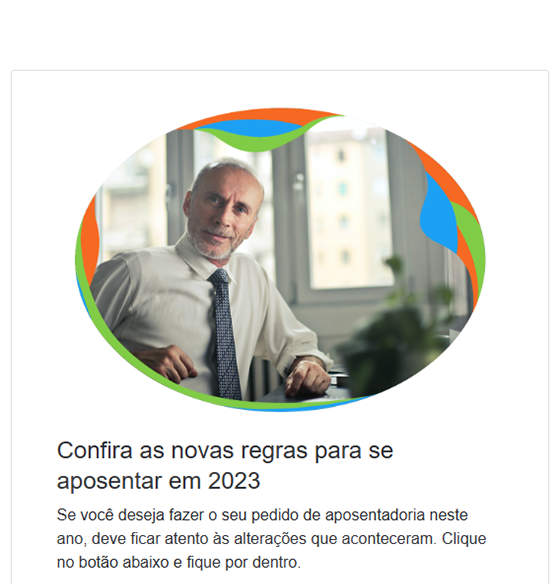 Confira as novas regras para se
aposentar em 2023
Se você deseja fazer o seu pedido de aposentadoria neste
ano, deve ficar atento às alterações que aconteceram. Clique
no botão abaixo e fique por dentro.